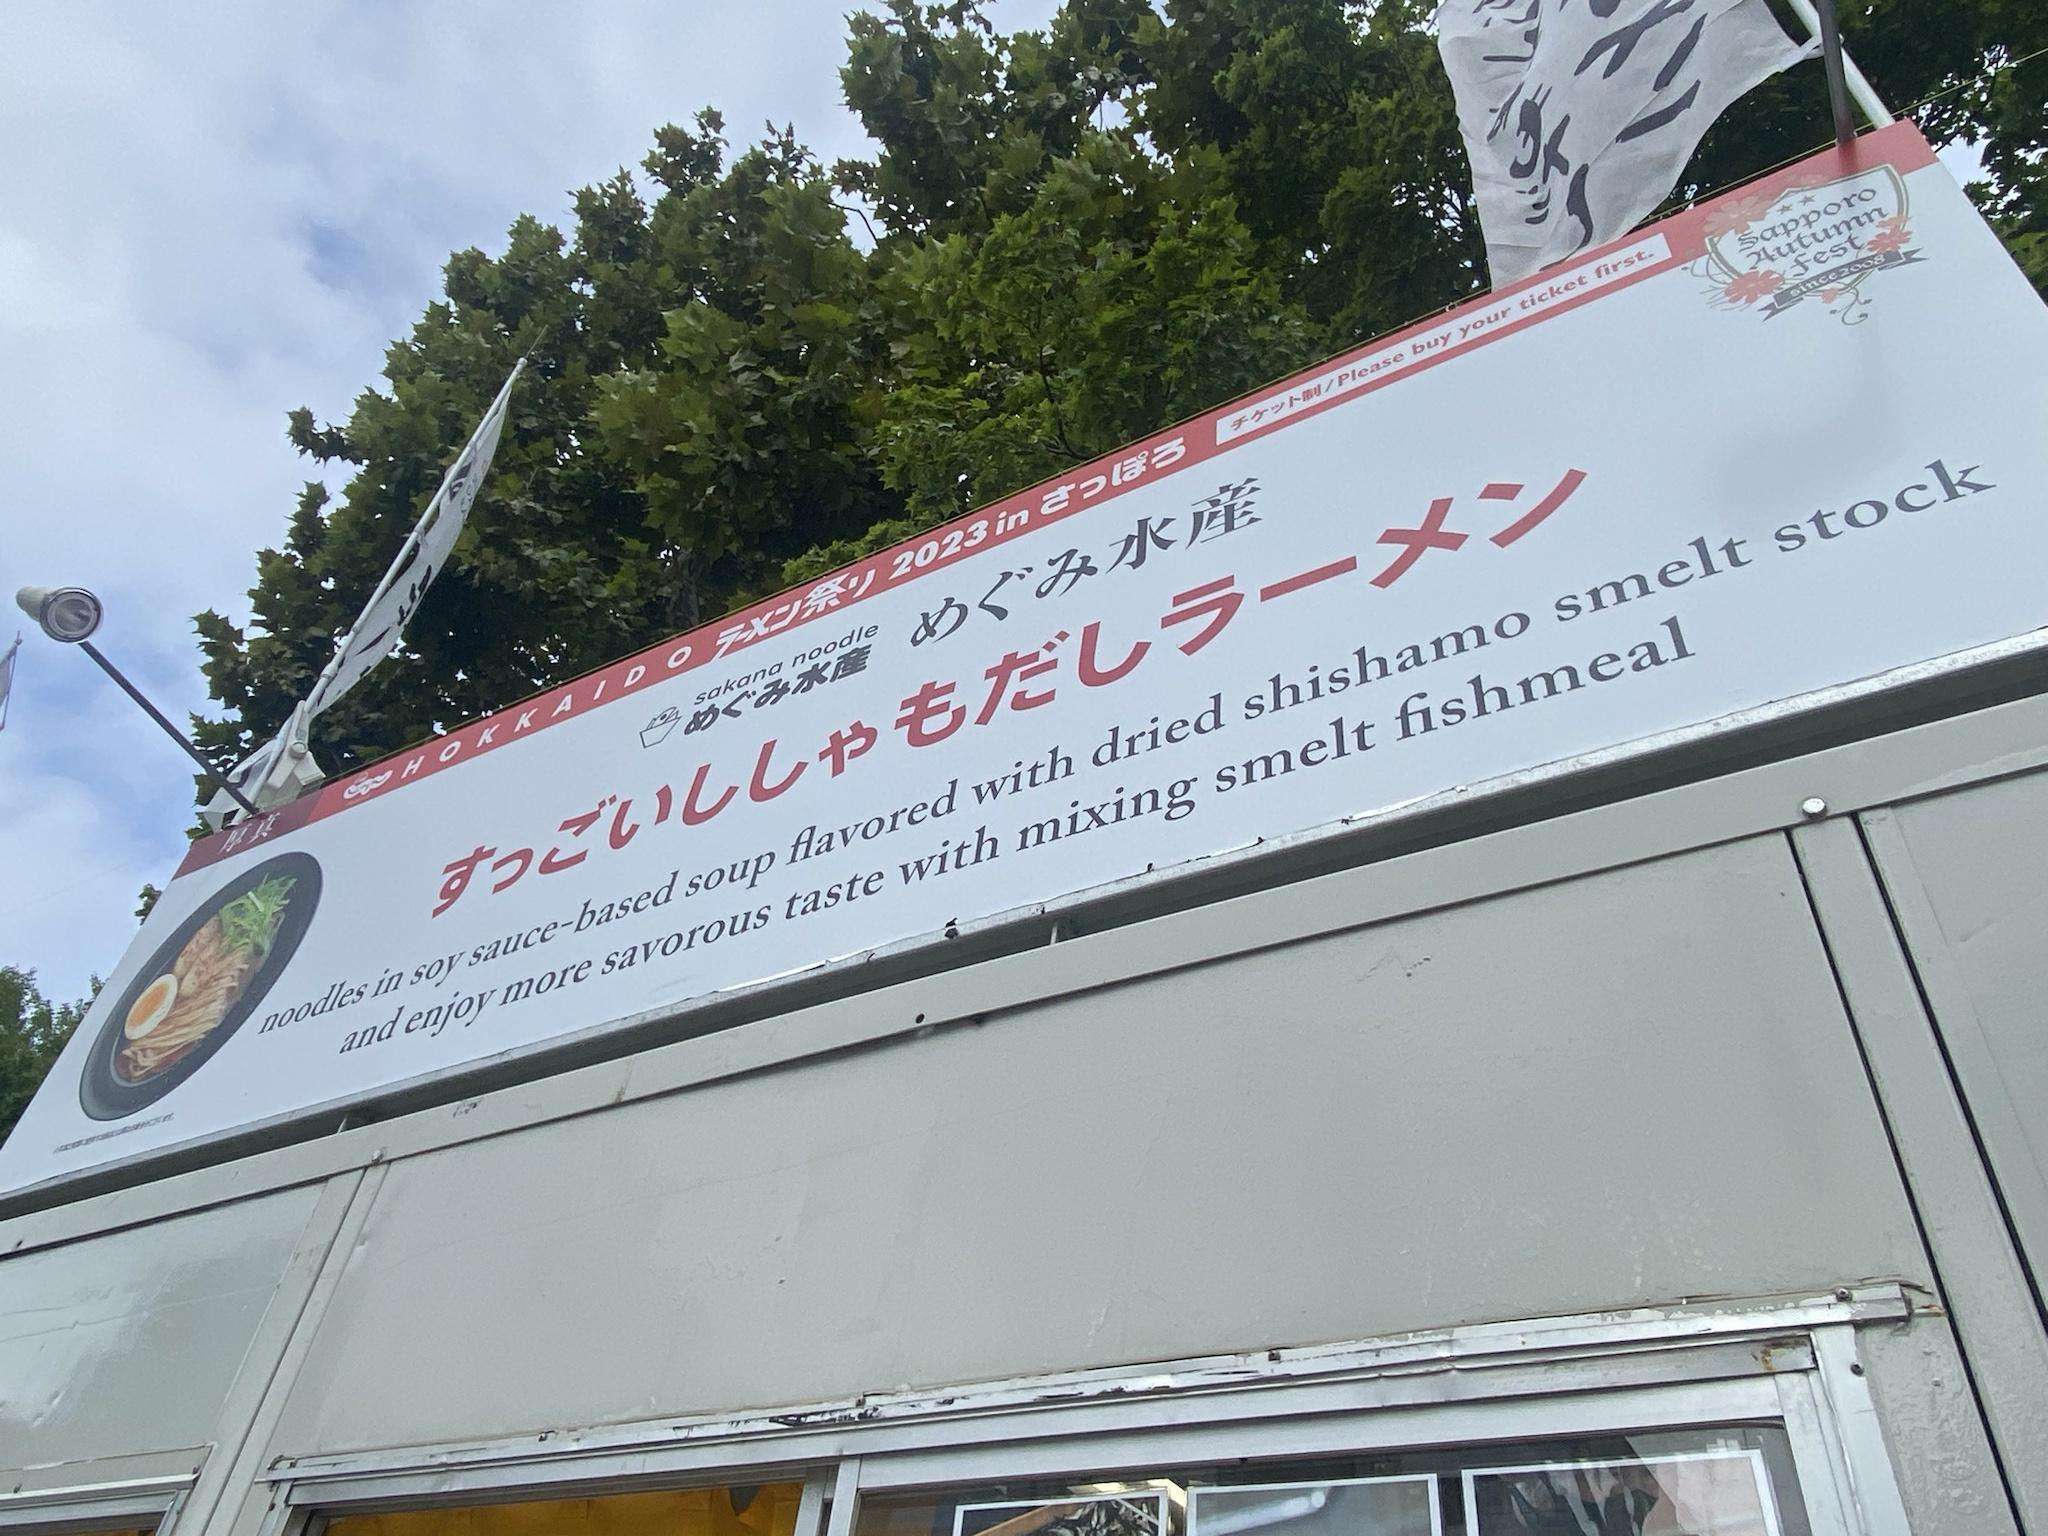 厚真
HOKKAIDO ラーメン祭り 2023 in さっぽろ
チケット制/Please buy your ticket first.
Sapporo
Autumn
fest
since2008
sakana noodle
めぐみ水産
めぐみ水産
すっごいししゃもだしラーメン
noodles in soy sauce-based soup flavored with dried shishamo smelt stock
and enjoy more savorous taste with mixing smelt fishmeal